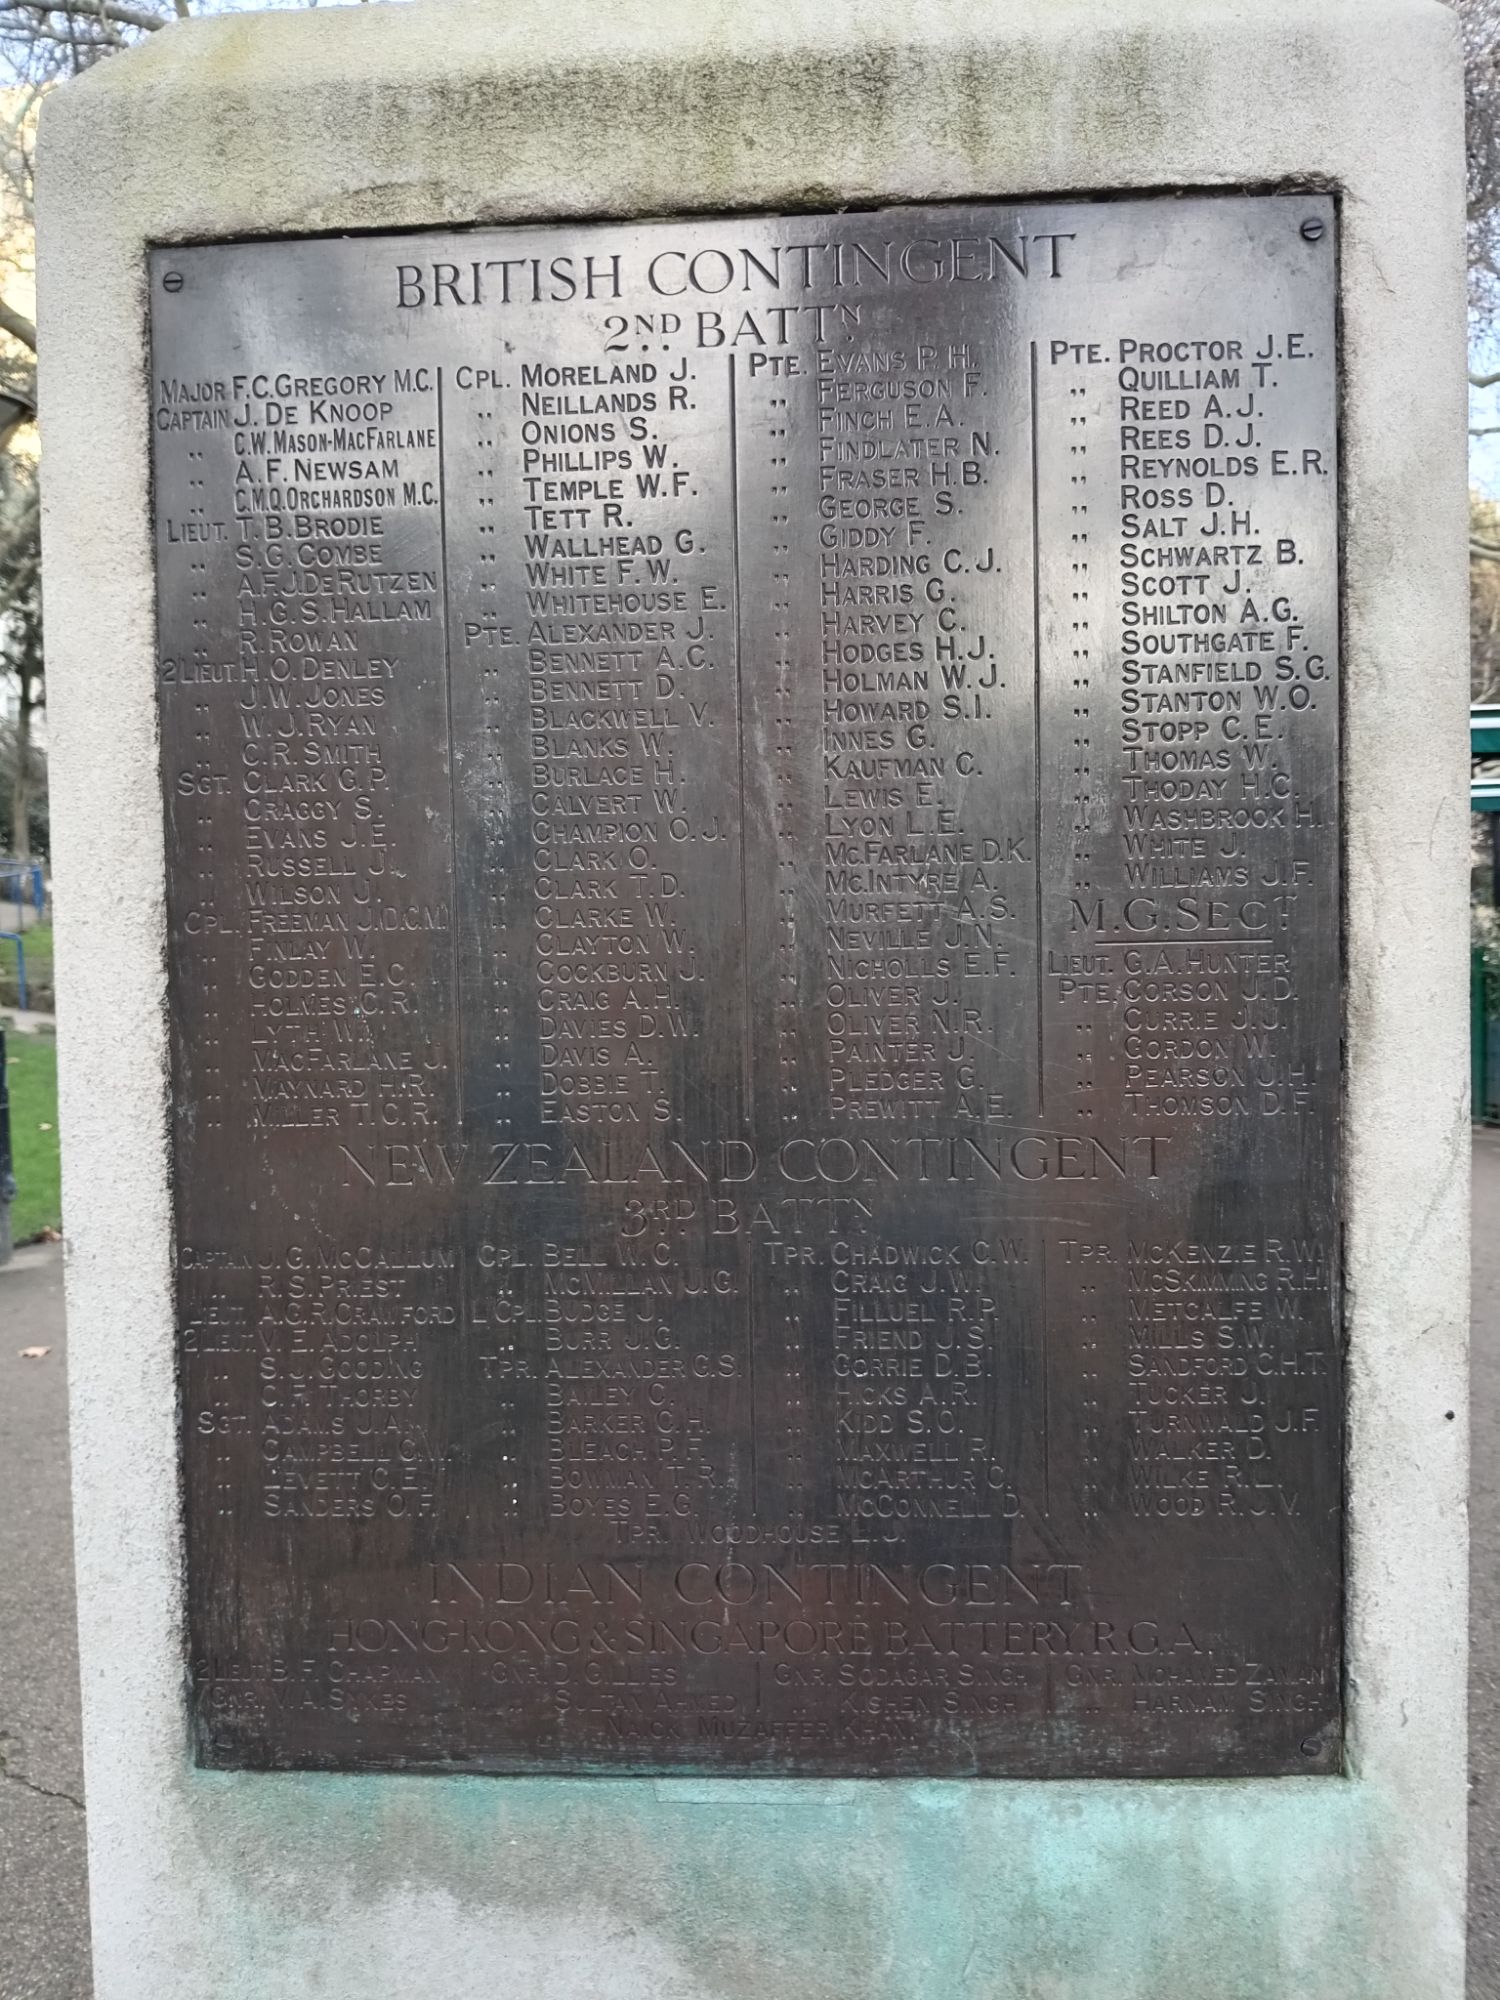 BRITISH CONTINGENT
2ND BATTN
MAJOR F.C.GREGORY M.C.
CAPTAIN J. DE KNOOP
„ C.W. MASON-MACFARLANE
„ A.F. NEWSAM
„ C.M.Q. ORCHARDSON M.C.
LIEUT. T.B. BRODIE
„ S.G. COMBE
„ A.F.J. DE RUTZEN
„ H.G.S. HALLAM
„ R. ROWAN
2LIEUT. H.O. DENLEY
„ J.W. JONES
„ W.J. RYAN
„ C.R. SMITH
SGT. CLARK G.P.
„ CRAGGY S.
„ EVANS J.E.
„ RUSSELL J.
„ WILSON J.
CPL. FREEMAN J. D.C.M.
„ FINLAY W.
„ GODDEN E.C.
„ HOLMES C.R.
„ LYTH W.
„ MACFARLANE J.
„ MAYNARD H.R.
„ MILLER T.C.R.
CPL. MORELAND J.
„ NEILLANDS R.
„ ONIONS S.
„ PHILLIPS W.
„ TEMPLE W.F.
„ TETT R.
„ WALLHEAD G.
„ WHITE F.W.
„ WHITEHOUSE E.
PTE. ALEXANDER J.
„ BENNETT A.C.
„ BENNETT D.
„ BLACKWELL V.
„ BLANKS W.
„ BURLACE H.
„ CALVERT W.
„ CHAMPION O.J.
„ CLARK O.
„ CLARK T.D.
„ CLARKE W.
„ CLAYTON W.
„ COCKBURN J.
„ CRAIG A.H.
„ DAVIES D.W.
„ DAVIS A.
„ DOBBIE T.
„ EASTON S.
PTE. EVANS P.H.
„ FERGUSON F.
„ FINCH E.A.
„ FINDLATER N.
„ FRASER H.B.
„ GEORGE S.
„ GIDDY F.
„ HARDING C.J.
„ HARRIS G.
„ HARVEY C.
„ HODGES H.J.
„ HOLMAN W.J.
„ HOWARD S.I.
„ INNES G.
„ KAUFMAN C.
„ LEWIS E.
„ LYON L.E.
„ MCFARLANE D.K.
„ MCINTYRE A.
„ MURFETT A.S.
„ NEVILLE J.N.
„ NICHOLLS E.F.
„ OLIVER J.
„ OLIVER N.R.
„ PAINTER J.
„ PLEDGER G.
„ PREWITT A.E.
PTE. PROCTOR J.E.
„ QUILLIAM T.
„ REED A.J.
„ REES D.J.
„ REYNOLDS E.R.
„ ROSS D.
„ SALT J.H.
„ SCHWARTZ B.
„ SCOTT J.
„ SHILTON A.G.
„ SOUTHGATE F.
„ STANFIELD S.G.
„ STANTON W.O.
„ STOPP C.E.
„ THOMAS W.
„ THODAY H.C.
„ WASHBROOK H.
„ WHITE J.
„ WILLIAMS J.F.
M.G. SECT
LIEUT. G.A. HUNTER
PTE. CORSON J.D.
„ CURRIE J.J.
„ GORDON W.
„ PEARSON J.H.
„ THOMSON D.F.
NEW ZEALAND CONTINGENT
3RD BATTN
CAPTAIN J.G. MCCALLUM
„ R.S. PRIEST
LIEUT. A.G.R. CRAWFORD
2LIEUT. V.E. ADOLPH
„ S.J. GOODING
„ C.F. THORBY
SGT. ADAMS J.A.
„ CAMPBELL C.W.
„ LEVETT C.E.
„ SANDERS O.F.
CPL. BELL W.C.
„ MCMILLAN J.G.
L CPL. BUDGE J.
„ BURR J.G.
TPR. ALEXANDER C.S.
„ BAILEY C.
„ BARKER C.H.
„ BLEACH P.F.
„ BOWMAN T.R.
„ BOYES E.G.
TPR. CHADWICK C.W.
„ CRAIG J.W.
„ FILLUEL R.P.
„ FRIEND J.S.
„ GORRIE D.B.
„ HICKS A.R.
„ KIDD S.O.
„ MAXWELL R.
„ MCARTHUR C.
„ MCCONNELL D.
TPR. MCKENZIE R.W.
„ MCSKIMMING R.H.
„ METCALFE W.
„ MILLS S.W.
„ SANDFORD C.H.T.
„ TUCKER J.
„ TURNWALD J.F.
„ WALKER D.
„ WILKE R.L.
„ WOOD R.J.V.
TPR. WOODHOUSE L.J.
INDIAN CONTINGENT
HONG-KONG & SINGAPORE BATTERY. R.G.A.
2LIEUT. B.F. CHAPMAN
GNR. V.A. SYKES
GNR. D. GILLIES
„ SULTAN AHMED
GNR. SODAGAR SINGH
„ KISHEN SINGH
GNR. MOHAMED ZAMAN
„ HARNAM SINGH
NAICK MUZAFFER KHAN